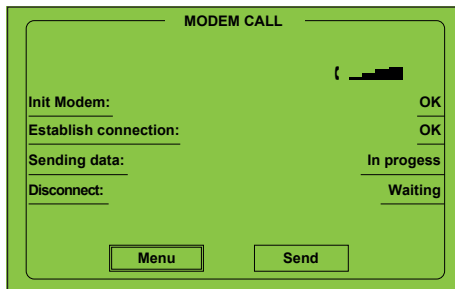 MODEM CALL
Init Modem: OK
Establish connection: OK
Sending data: In progess
Disconnect: Waiting
Menu Send